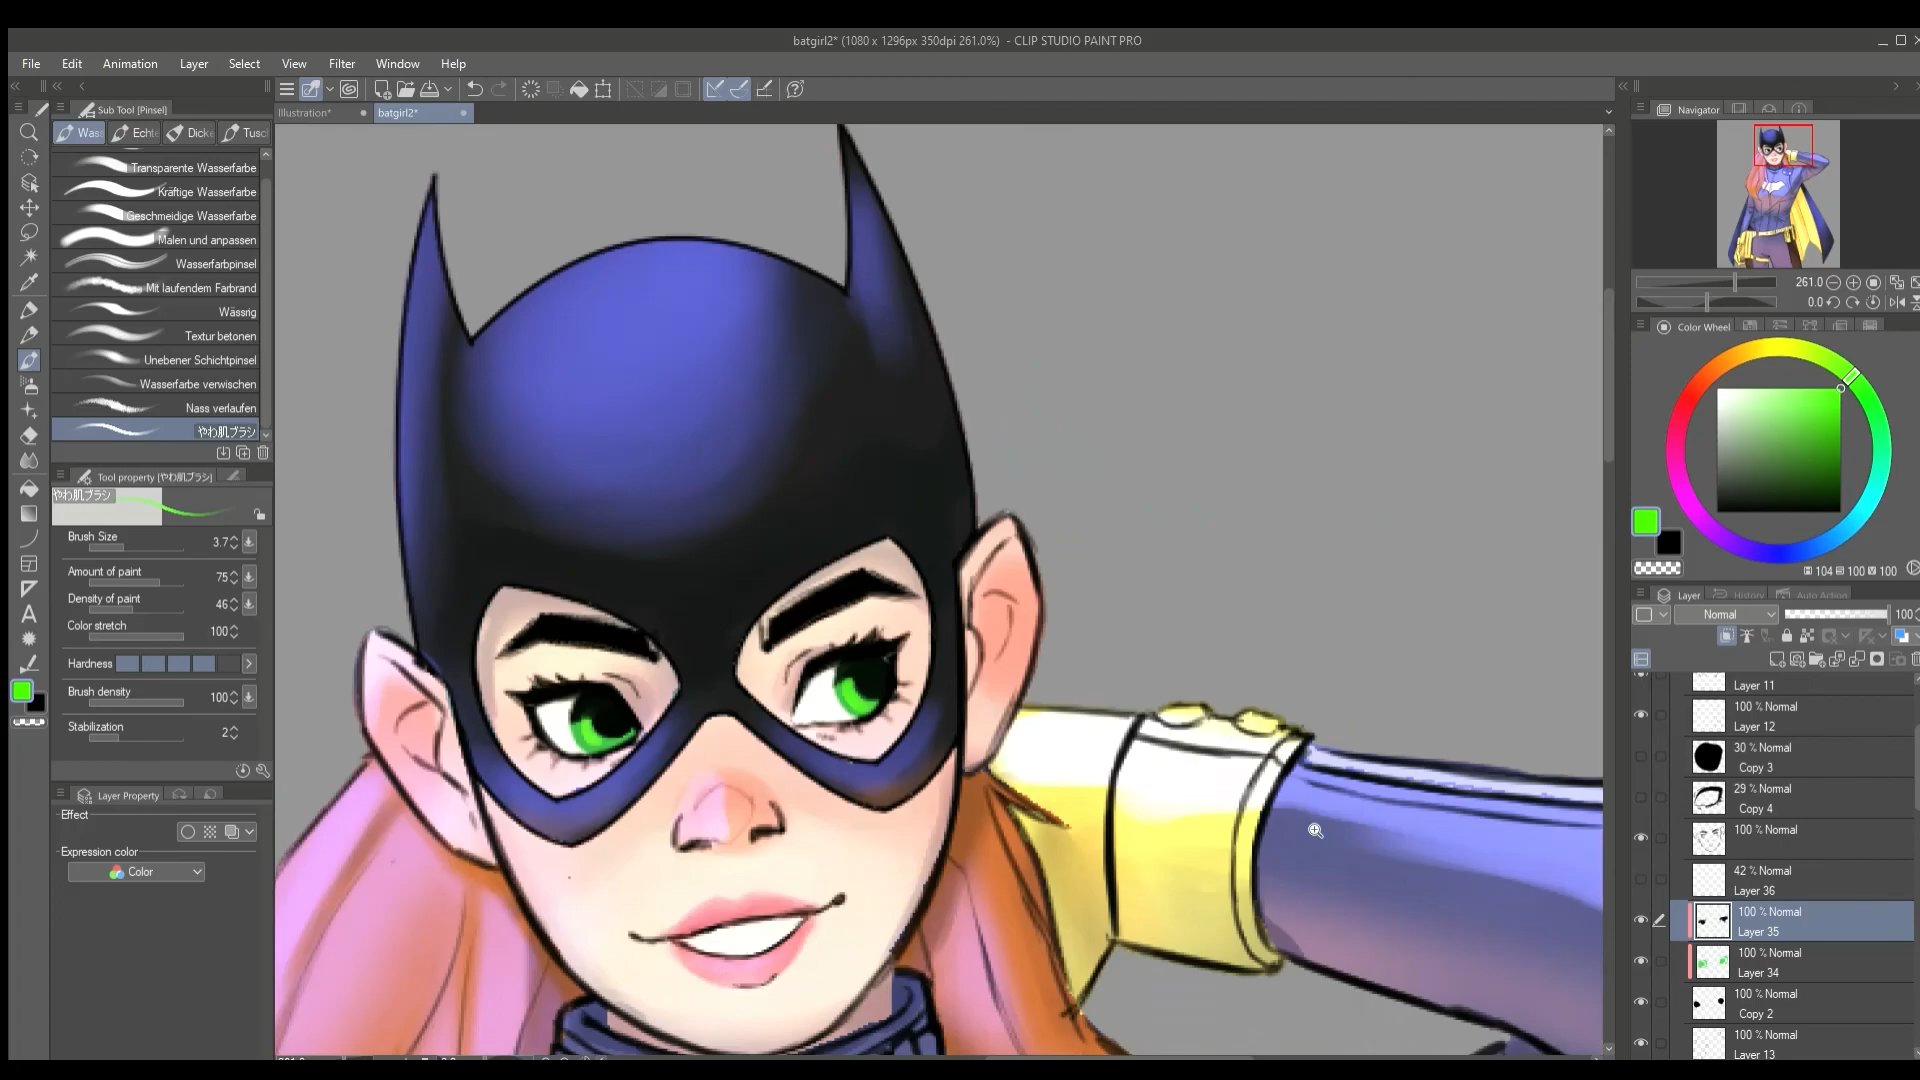 batgirl2* (1080 x 1296px 350dpi 261.0%) - CLIP STUDIO PAINT PRO
File Edit Animation Layer Select View Filter Window Help
Sub Tool [Pinsel]
Illustration* batgirl2*
Was Echte Dick Tusc
Transparente Wasserfarbe
Kräftige Wasserfarbe
Geschmeidige Wasserfarbe
Malen und anpassen
Wasserfarbpinsel
Mit laufendem Farbrand
Wässrig
Textur betonen
Unebener Schichtpinsel
Wasserfarbe verwischen
Nass verlaufen
やわ肌ブラシ
Tool property [やわ肌ブラシ]
やわ肌ブラシ
Brush Size 3.7
Amount of paint 75
Density of paint 46
Color stretch 100
Hardness
Brush density 100
Stabilization 2
Layer Property
Effect
Expression color
Color
Navigator
261.0
0.0
Color Wheel
H 104 S 100 V 100
Layer History Auto Action
Normal 100
Layer 11
100 % Normal
Layer 12
30 % Normal
Copy 3
29 % Normal
Copy 4
100 % Normal
42 % Normal
Layer 36
100 % Normal
Layer 35
100 % Normal
Layer 34
100 % Normal
Copy 2
100 % Normal
Layer 13